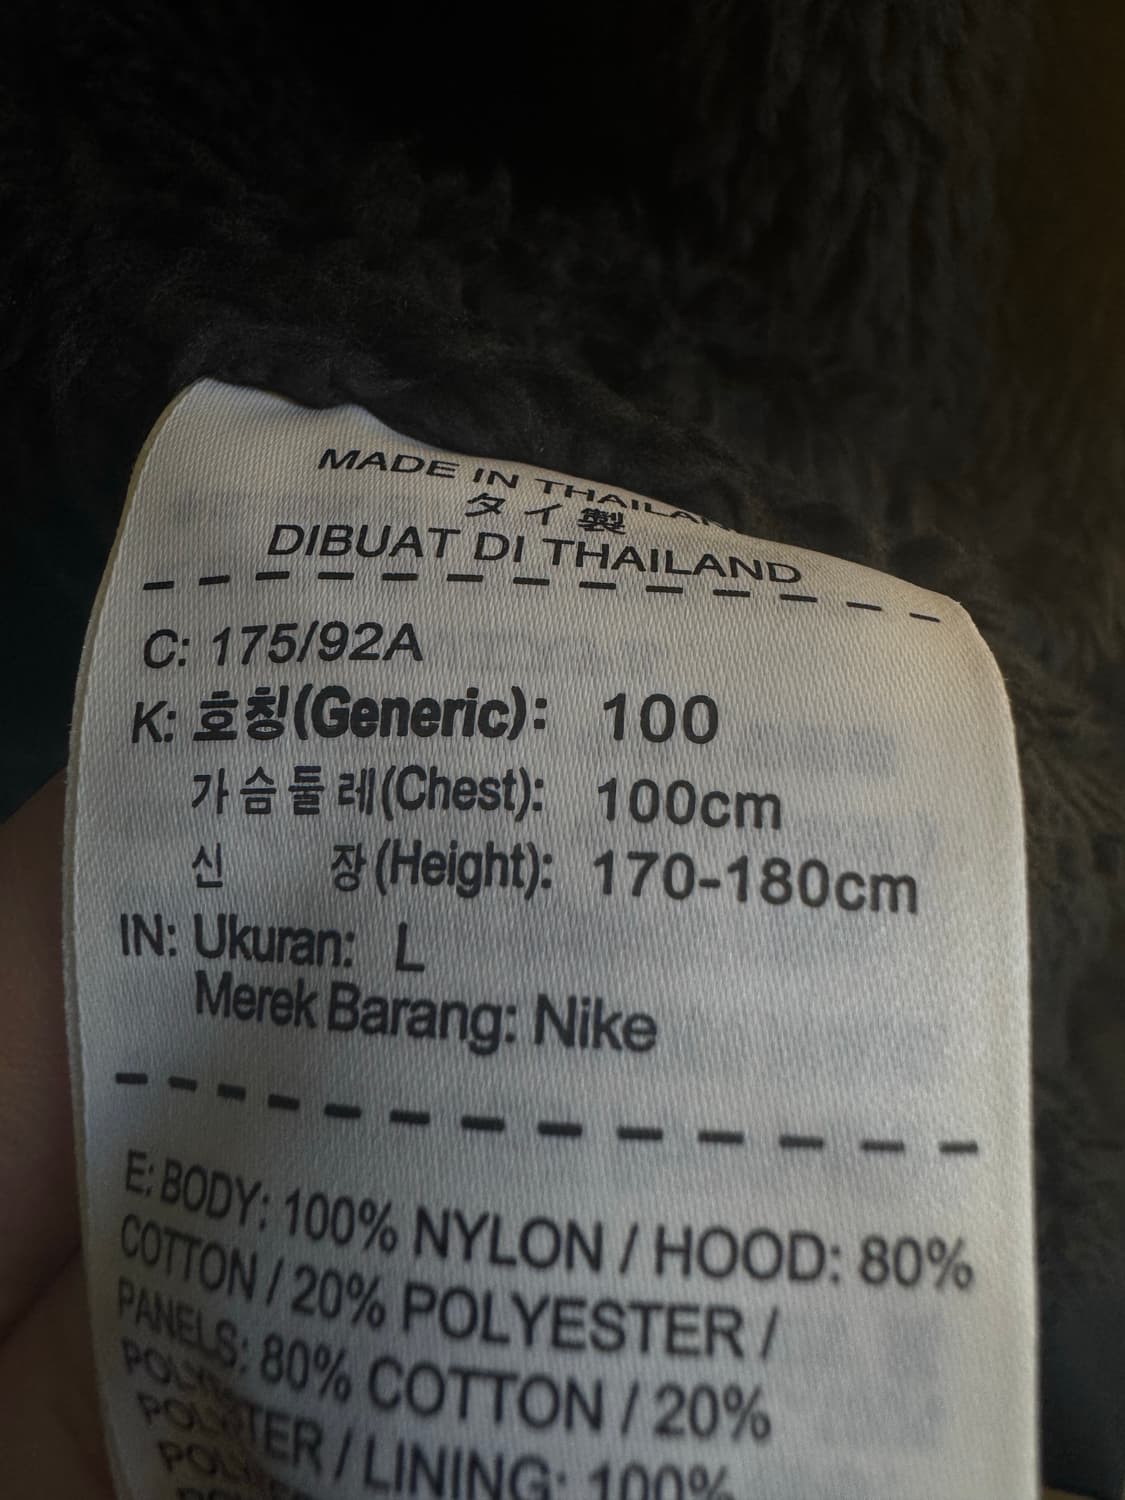 MADE IN THAILAN
タイ製
DIBUAT DI THAILAND
C: 175/92A
K: 호칭(Generic): 100
가슴둘레(Chest): 100cm
신 장(Height): 170-180cm
IN: Ukuran: L
Merek Barang: Nike
E: BODY: 100% NYLON / HOOD: 80%
COTTON / 20% POLYESTER /
PANELS: 80% COTTON / 20%
/ LINING: 100%